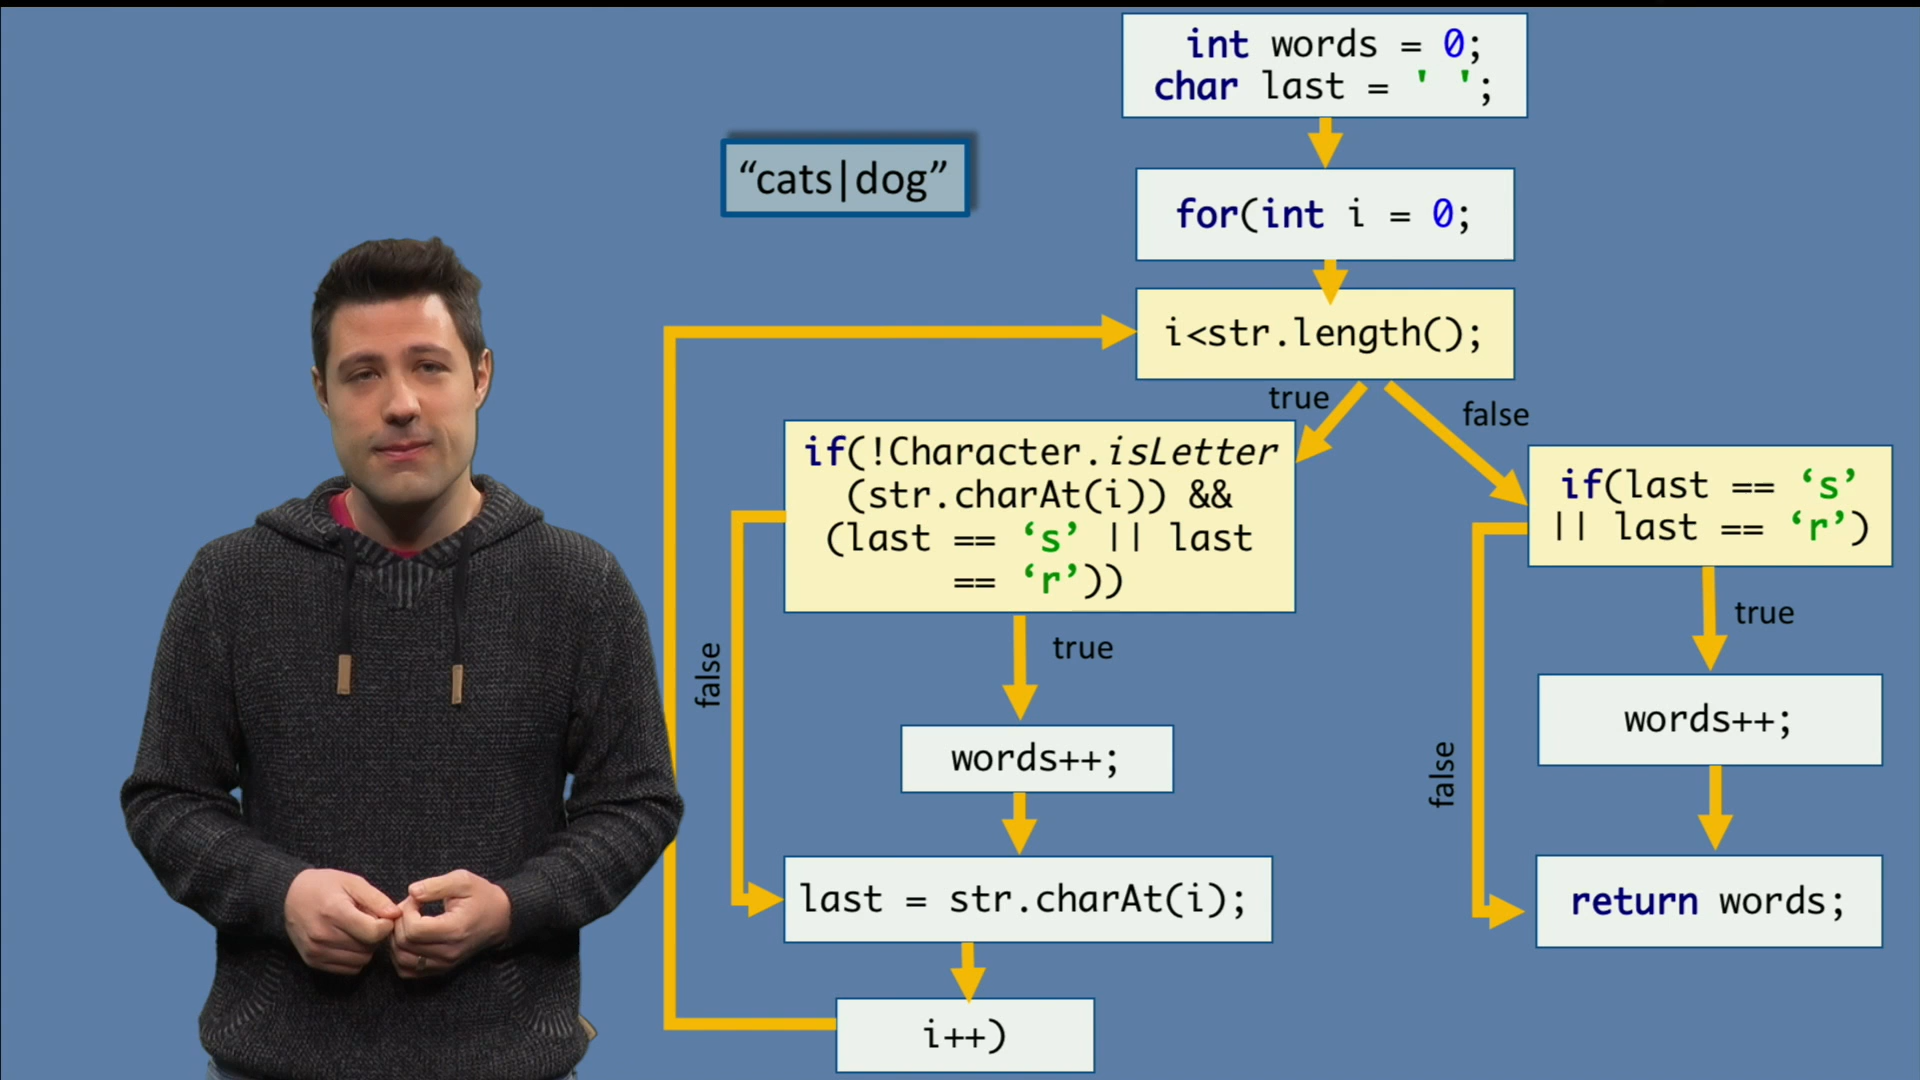 int words = 0;
char last = ' ';
“cats|dog”
for(int i = 0;
i<str.length();
true
false
if(!Character.isLetter
(str.charAt(i)) &&
(last == ‘s’ || last
== ‘r’))
if(last == ‘s’
|| last == ‘r’)
true
true
false
words++;
words++;
false
last = str.charAt(i);
return words;
i++)